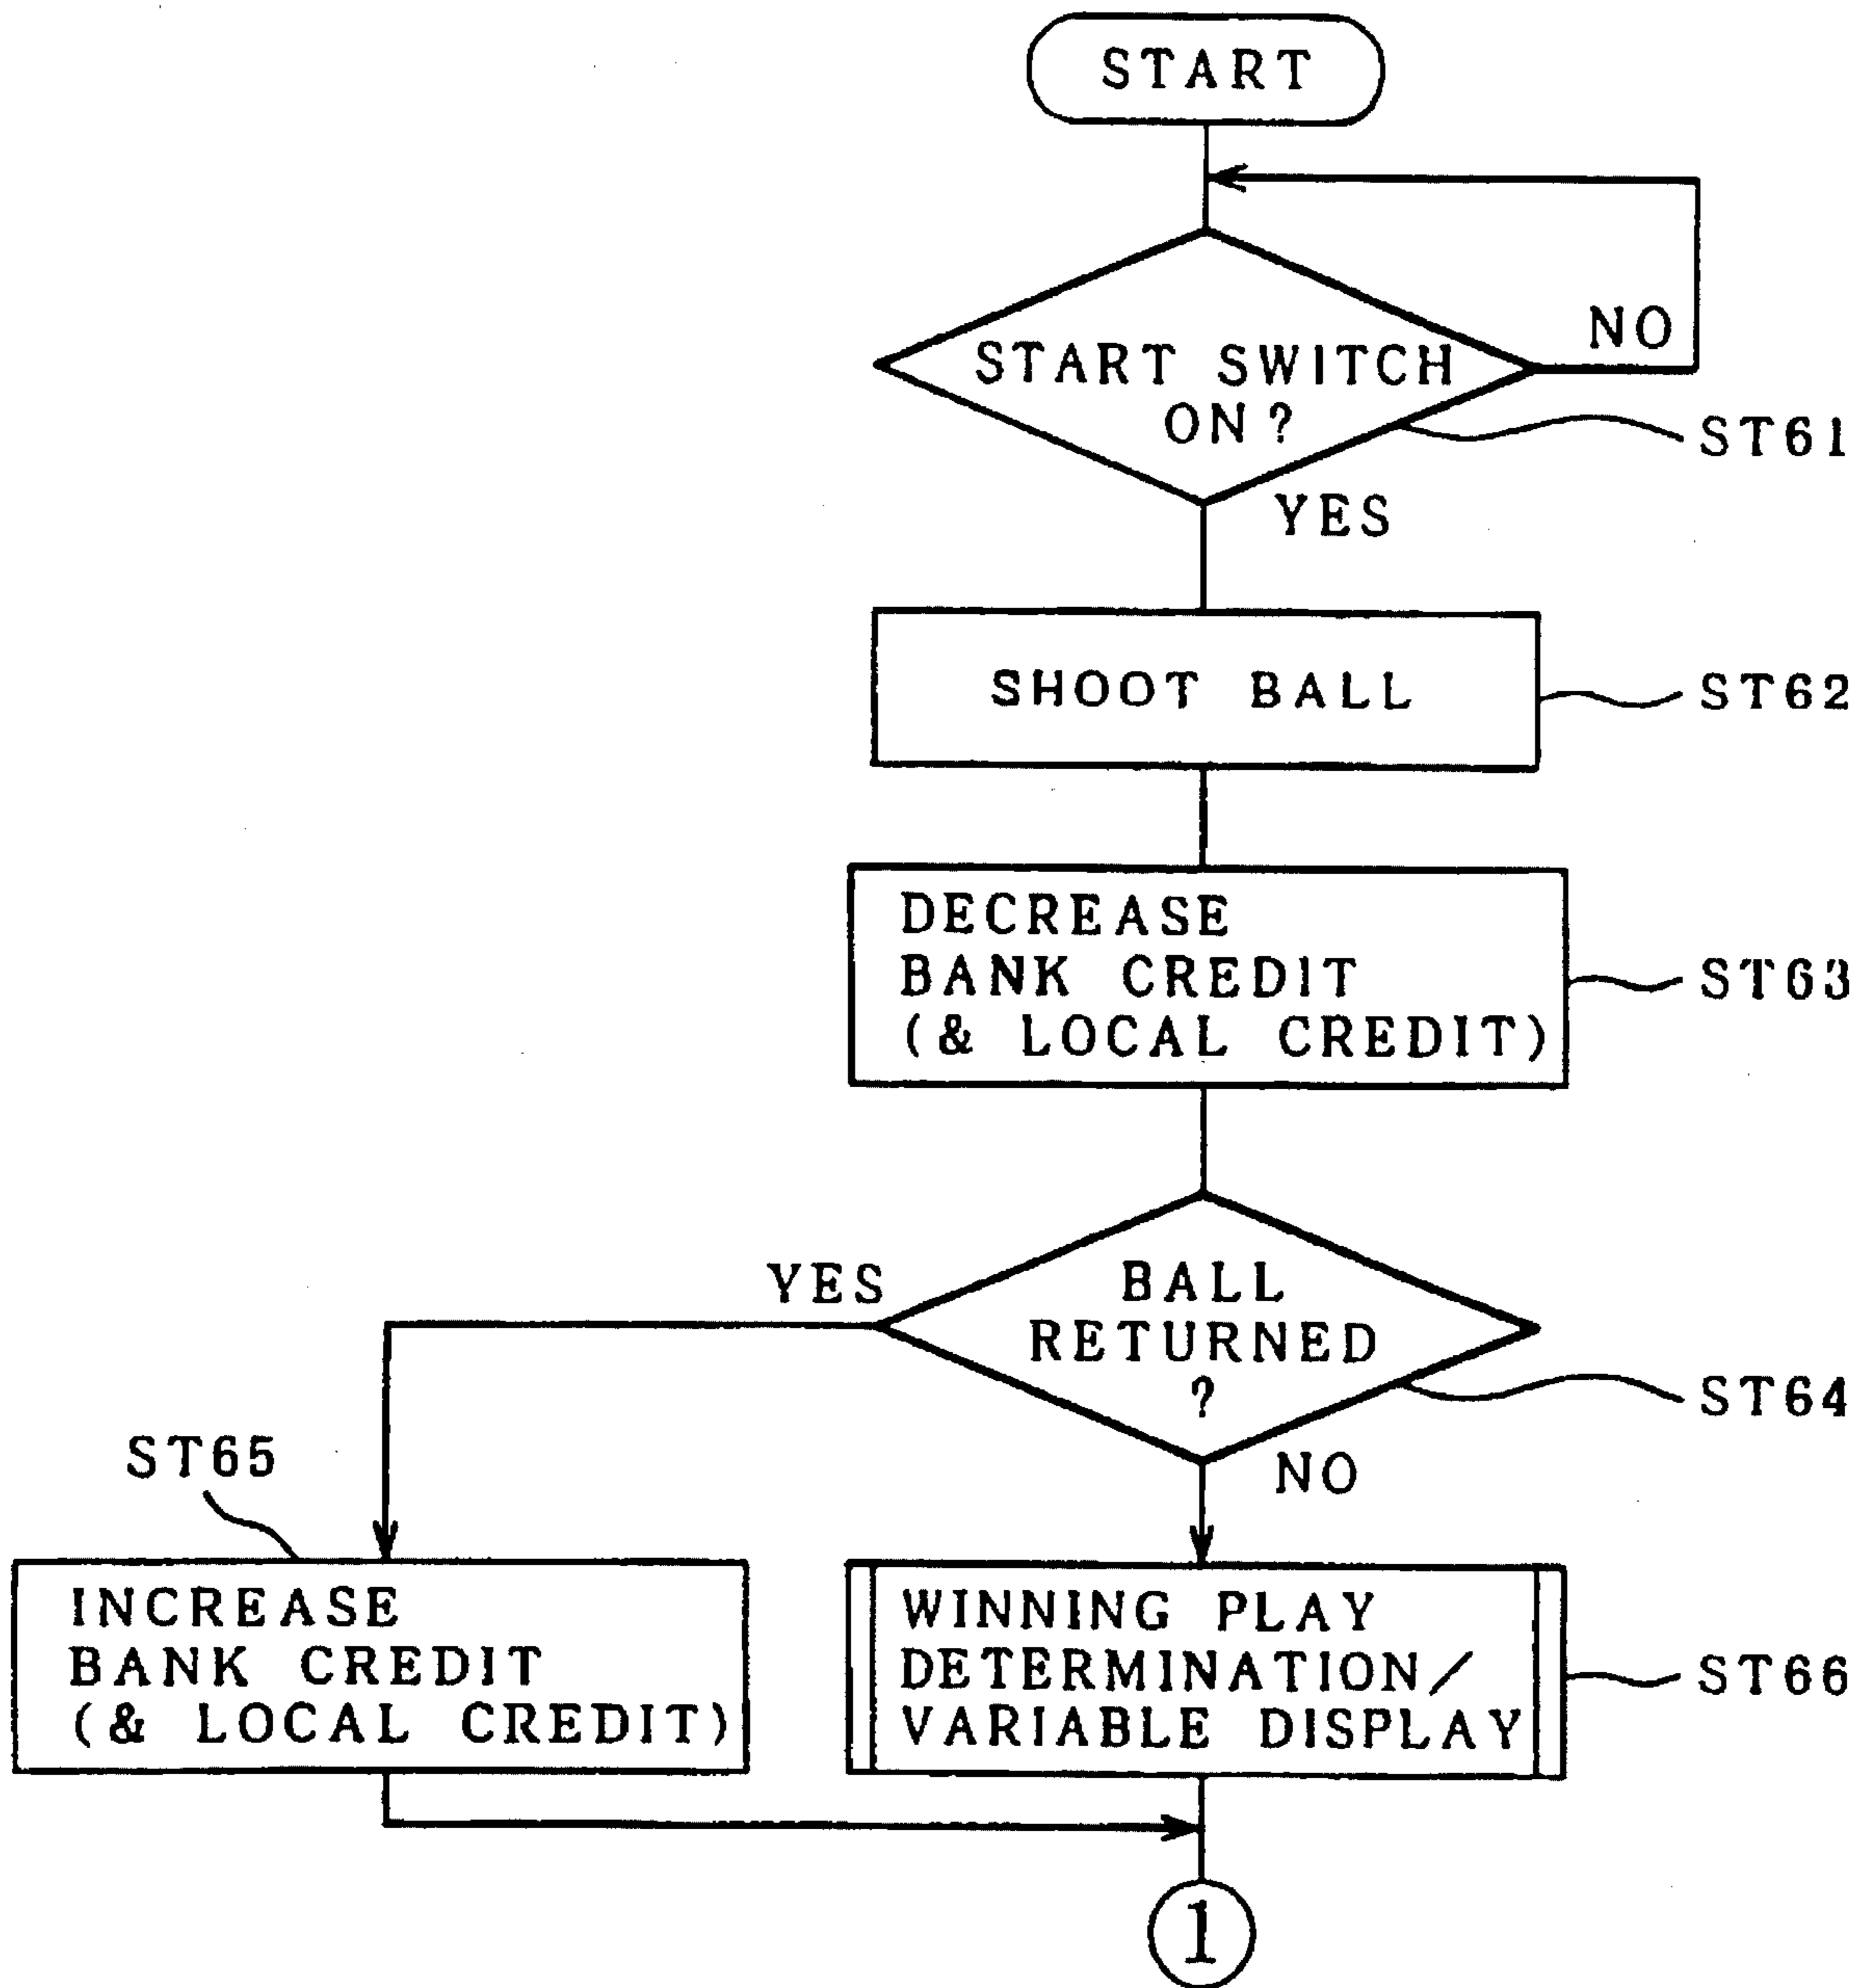 START
NO
START SWITCH
ON?
ST61
YES
SHOOT BALL
ST62
DECREASE
BANK CREDIT
(& LOCAL CREDIT)
ST63
YES
BALL
RETURNED
?
ST64
NO
ST65
INCREASE
BANK CREDIT
(& LOCAL CREDIT)
WINNING PLAY
DETERMINATION/
VARIABLE DISPLAY
ST66
1